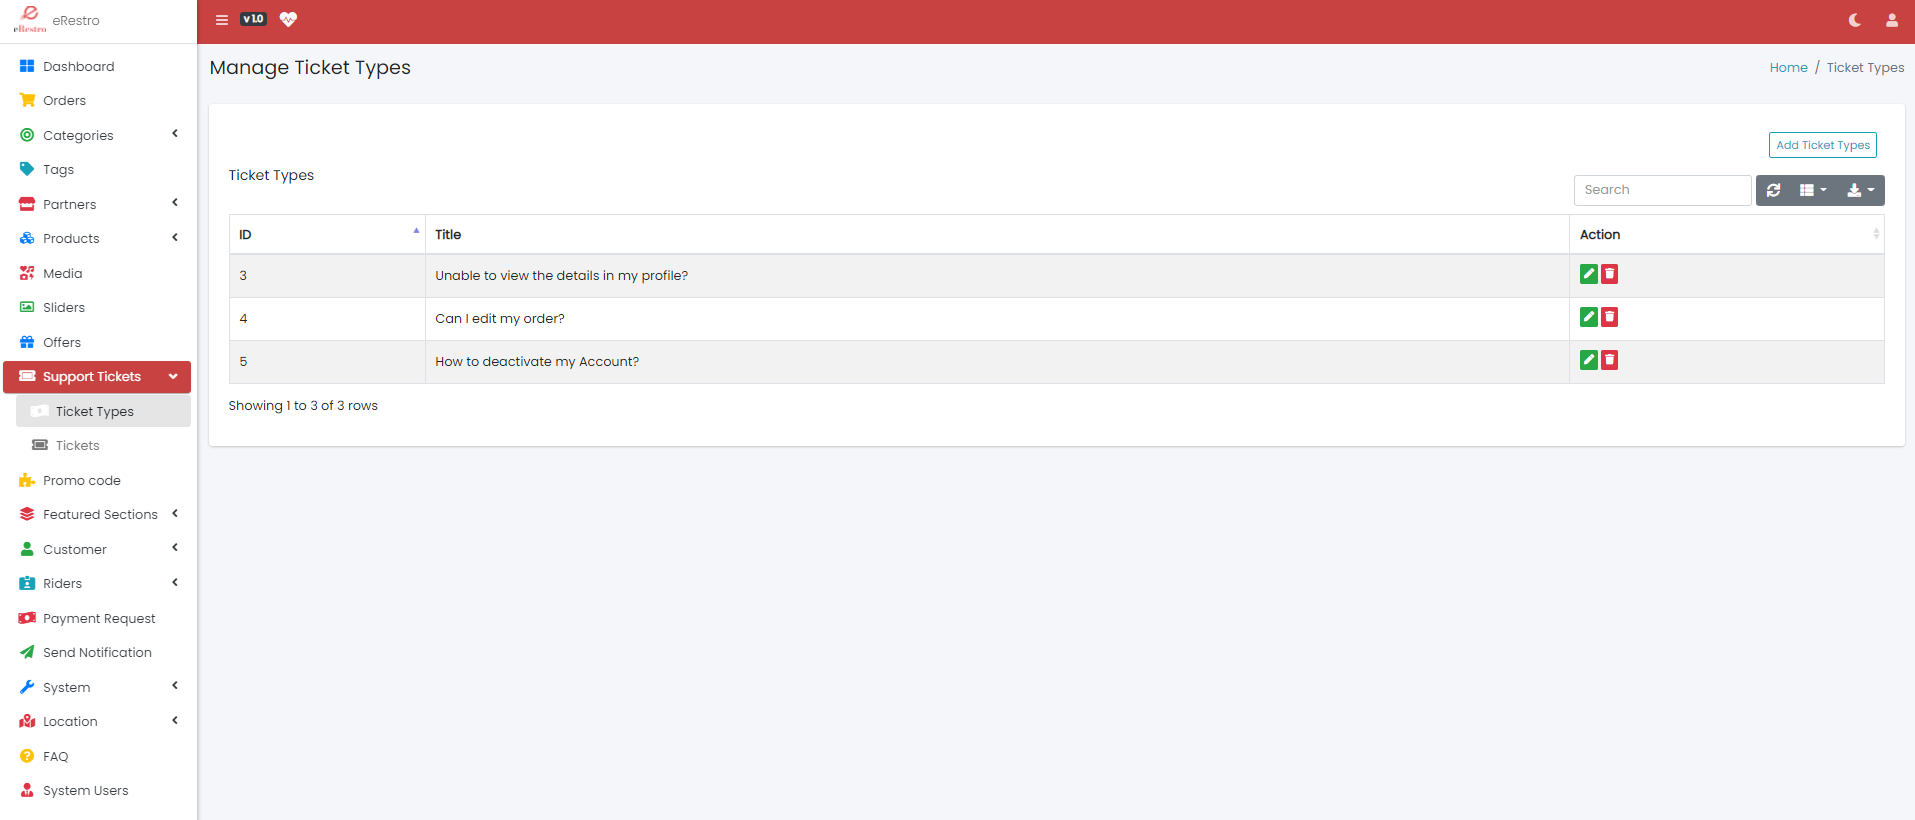 eRestro
eRestro
v 1.0
Dashboard
Orders
Categories
Tags
Partners
Products
Media
Sliders
Offers
Support Tickets
Ticket Types
Tickets
Promo code
Featured Sections
Customer
Riders
Payment Request
Send Notification
System
Location
FAQ
System Users
Manage Ticket Types
Home / Ticket Types
Add Ticket Types
Ticket Types
Search
ID Title Action
3 Unable to view the details in my profile?
4 Can I edit my order?
5 How to deactivate my Account?
Showing 1 to 3 of 3 rows